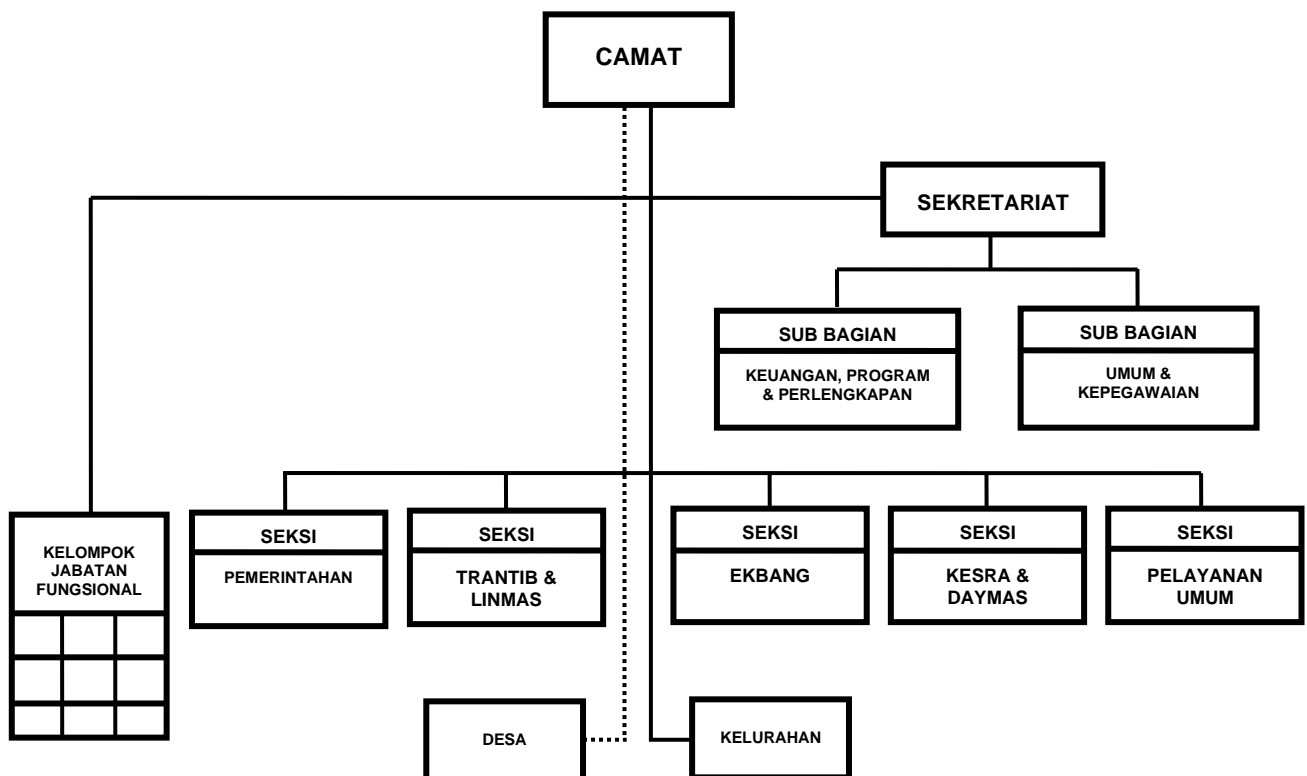 CAMAT
SEKRETARIAT
SUB BAGIAN
KEUANGAN, PROGRAM
& PERLENGKAPAN
SUB BAGIAN
UMUM &
KEPEGAWAIAN
KELOMPOK
JABATAN
FUNGSIONAL
SEKSI
PEMERINTAHAN
SEKSI
TRANTIB &
LINMAS
SEKSI
EKBANG
SEKSI
KESRA &
DAYMAS
SEKSI
PELAYANAN
UMUM
DESA
KELURAHAN